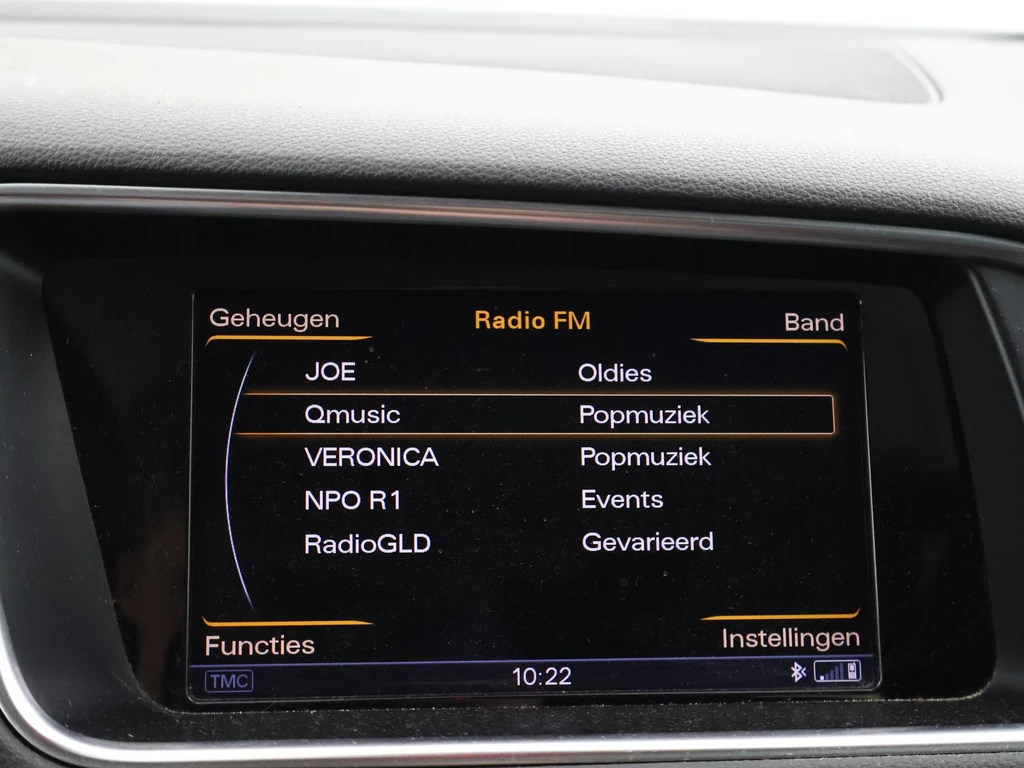 Geheugen Radio FM Band
JOE Oldies
Qmusic Popmuziek
VERONICA Popmuziek
NPO R1 Events
RadioGLD Gevarieerd
Functies Instellingen
TMC 10:22